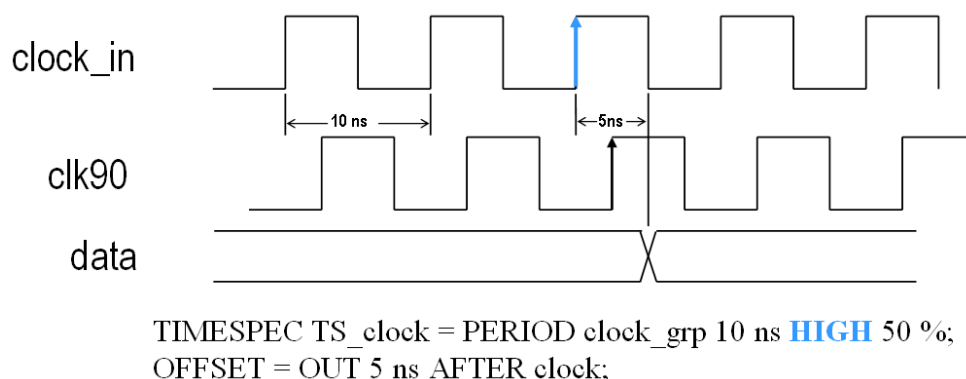 clock_in
10 ns
5ns
clk90
data
TIMESPEC TS_clock = PERIOD clock_grp 10 ns HIGH 50 %;
OFFSET = OUT 5 ns AFTER clock;